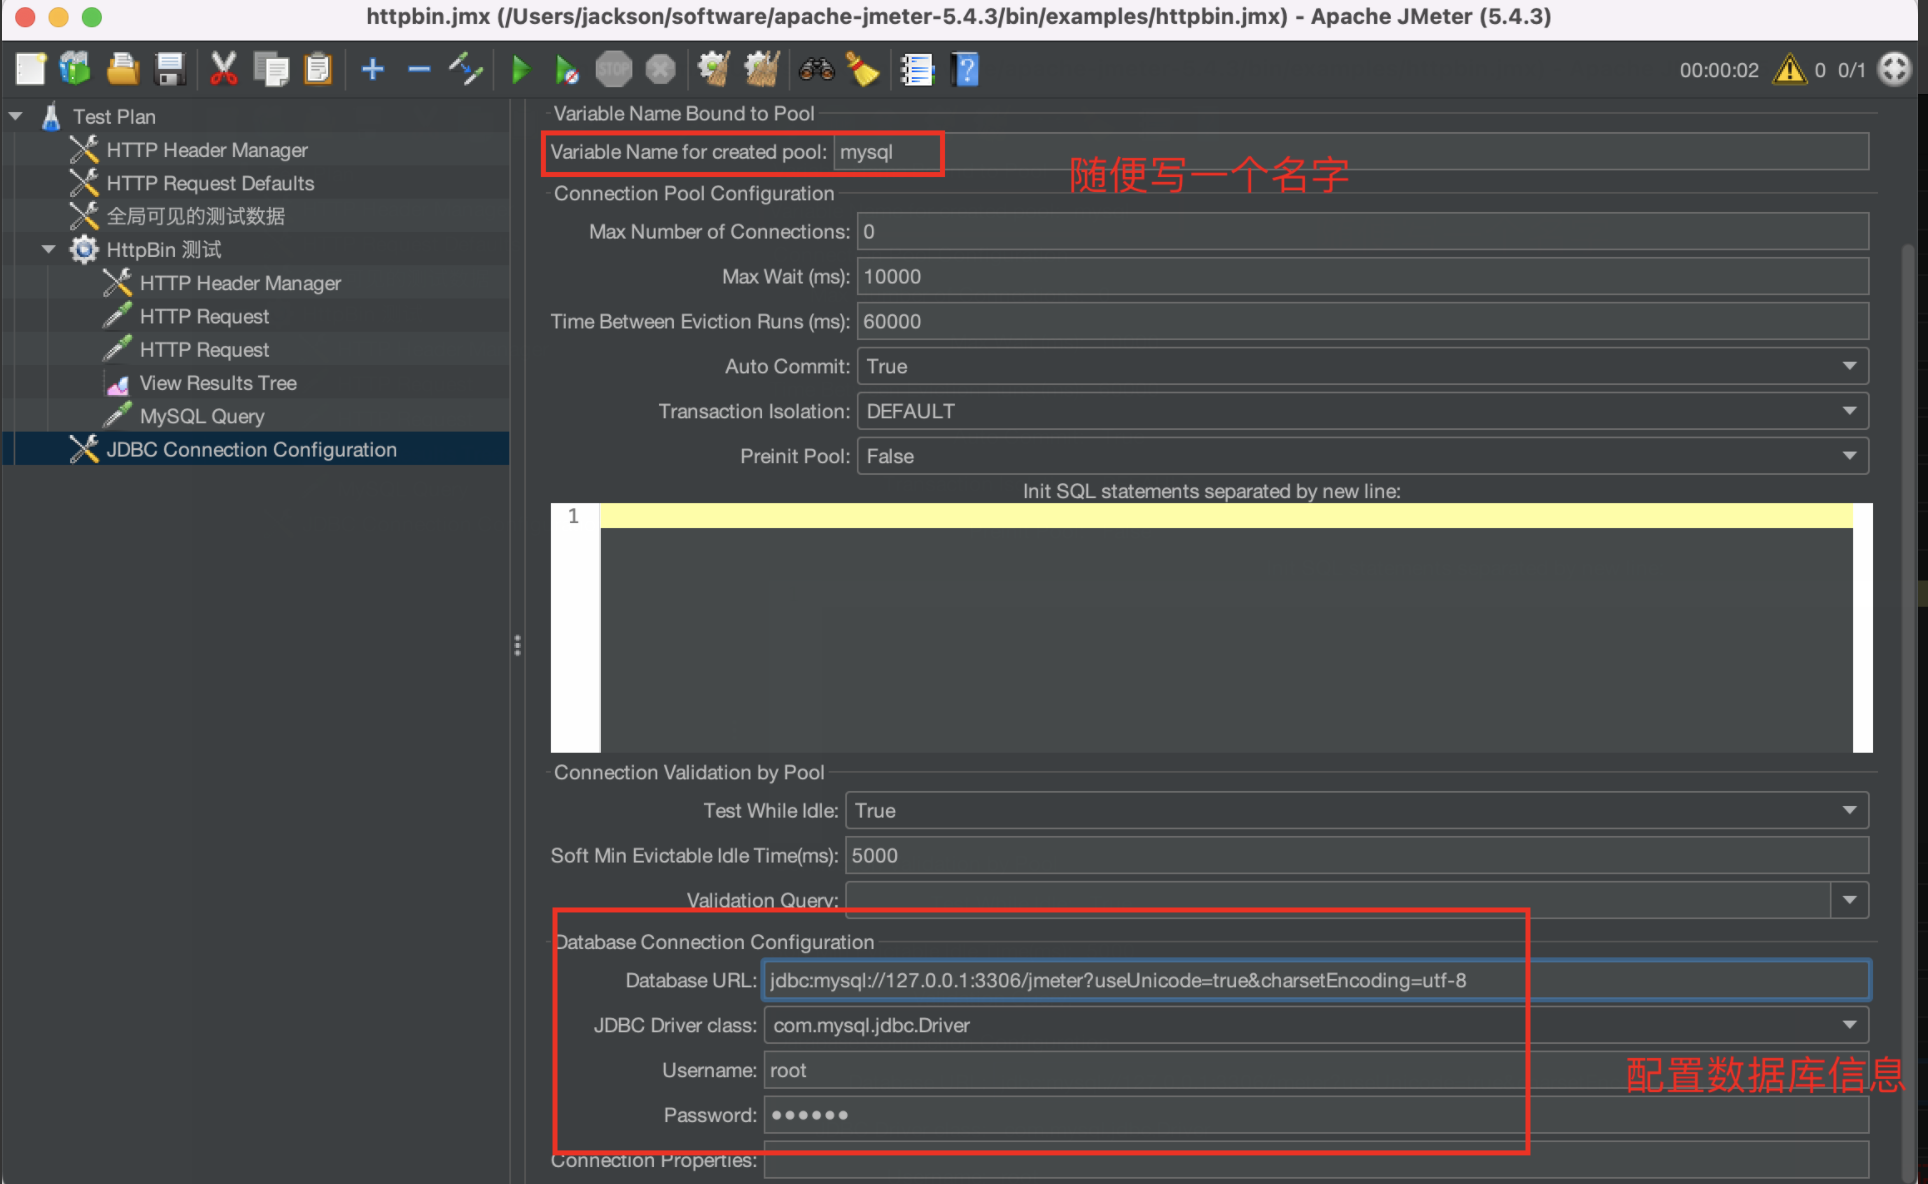 httpbin.jmx (/Users/jackson/software/apache-jmeter-5.4.3/bin/examples/httpbin.jmx) - Apache JMeter (5.4.3)
STOP
?
00:00:02
0 0/1
Test Plan
HTTP Header Manager
HTTP Request Defaults
全局可见的测试数据
HttpBin 测试
HTTP Header Manager
HTTP Request
HTTP Request
View Results Tree
MySQL Query
JDBC Connection Configuration
Variable Name Bound to Pool
Variable Name for created pool: mysql
随便写一个名字
Connection Pool Configuration
Max Number of Connections: 0
Max Wait (ms): 10000
Time Between Eviction Runs (ms): 60000
Auto Commit: True
Transaction Isolation: DEFAULT
Preinit Pool: False
Init SQL statements separated by new line:
1
Connection Validation by Pool
Test While Idle: True
Soft Min Evictable Idle Time(ms): 5000
Validation Query:
Database Connection Configuration
Database URL: jdbc:mysql://127.0.0.1:3306/jmeter?useUnicode=true&charsetEncoding=utf-8
JDBC Driver class: com.mysql.jdbc.Driver
Username: root
配置数据库信息
Password: ••••••
Connection Properties: